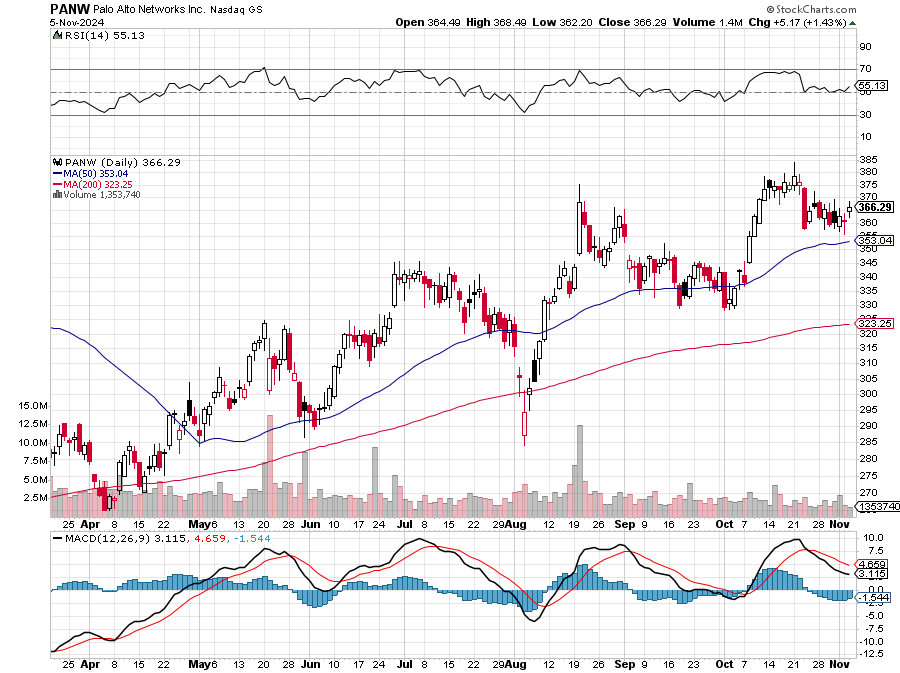 PANW Palo Alto Networks Inc. Nasdaq GS
© StockCharts.com
5-Nov-2024
Open 364.49 High 368.49 Low 362.20 Close 366.29 Volume 1.4M Chg +5.17 (+1.43%)
RSI(14) 55.13
90
70
55.13
50
30
10
PANW (Daily) 366.29
MA(50) 353.04
MA(200) 323.25
Volume 1,353,740
385
380
375
370
366.29
360
355
353.04
350
345
340
335
330
323.25
320
315
310
305
300
295
290
285
280
275
270
1353740
15.0M
12.5M
10.0M
7.5M
5.0M
2.5M
25 Apr 8 15 22 May 6 13 20 28 Jun 10 17 24 Jul 8 15 22 29 Aug 12 19 26 Sep 9 16 23 Oct 7 14 21 28 Nov
MACD(12,26,9) 3.115, 4.659, -1.544
10.0
7.5
4.659
3.115
0.0
-1.544
-2.5
-5.0
-7.5
-10.0
-12.5
25 Apr 8 15 22 May 6 13 20 28 Jun 10 17 24 Jul 8 15 22 29 Aug 12 19 26 Sep 9 16 23 Oct 7 14 21 28 Nov